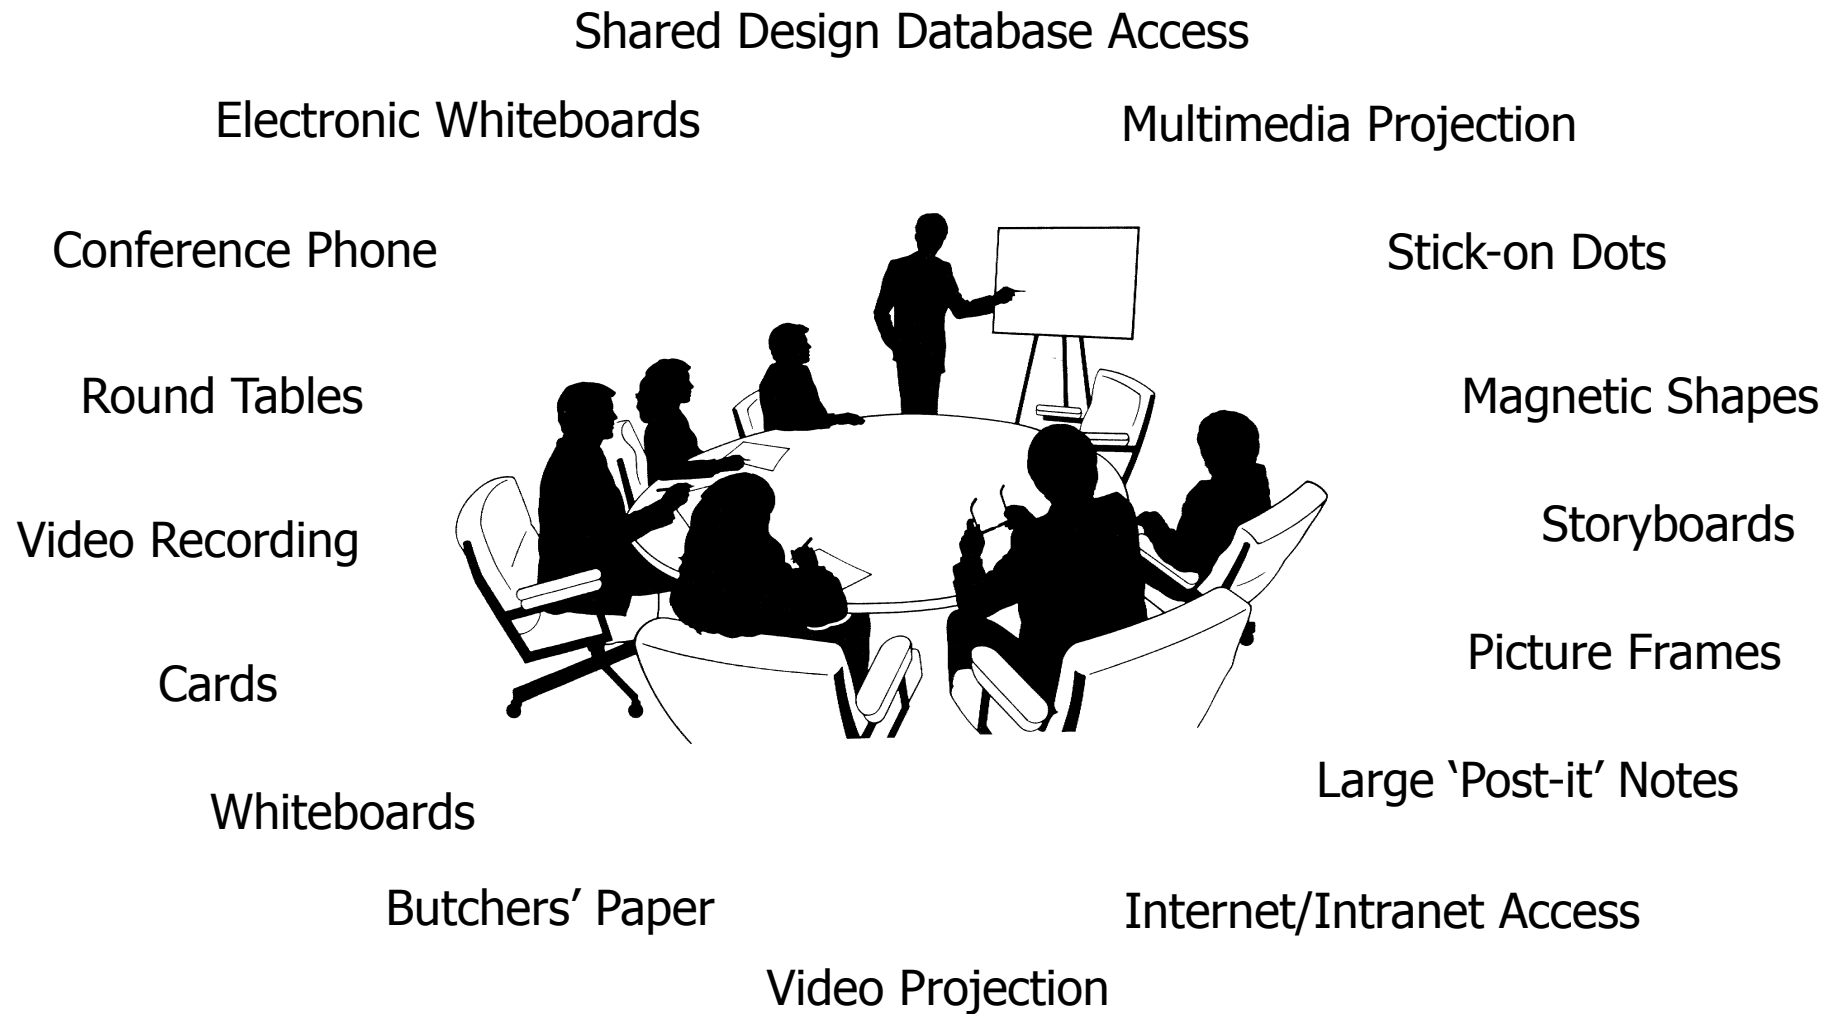 Shared Design Database Access
Electronic Whiteboards
Multimedia Projection
Conference Phone
Stick-on Dots
Round Tables
Magnetic Shapes
Video Recording
Storyboards
Cards
Picture Frames
Whiteboards
Large ‘Post-it’ Notes
Butchers’ Paper
Internet/Intranet Access
Video Projection